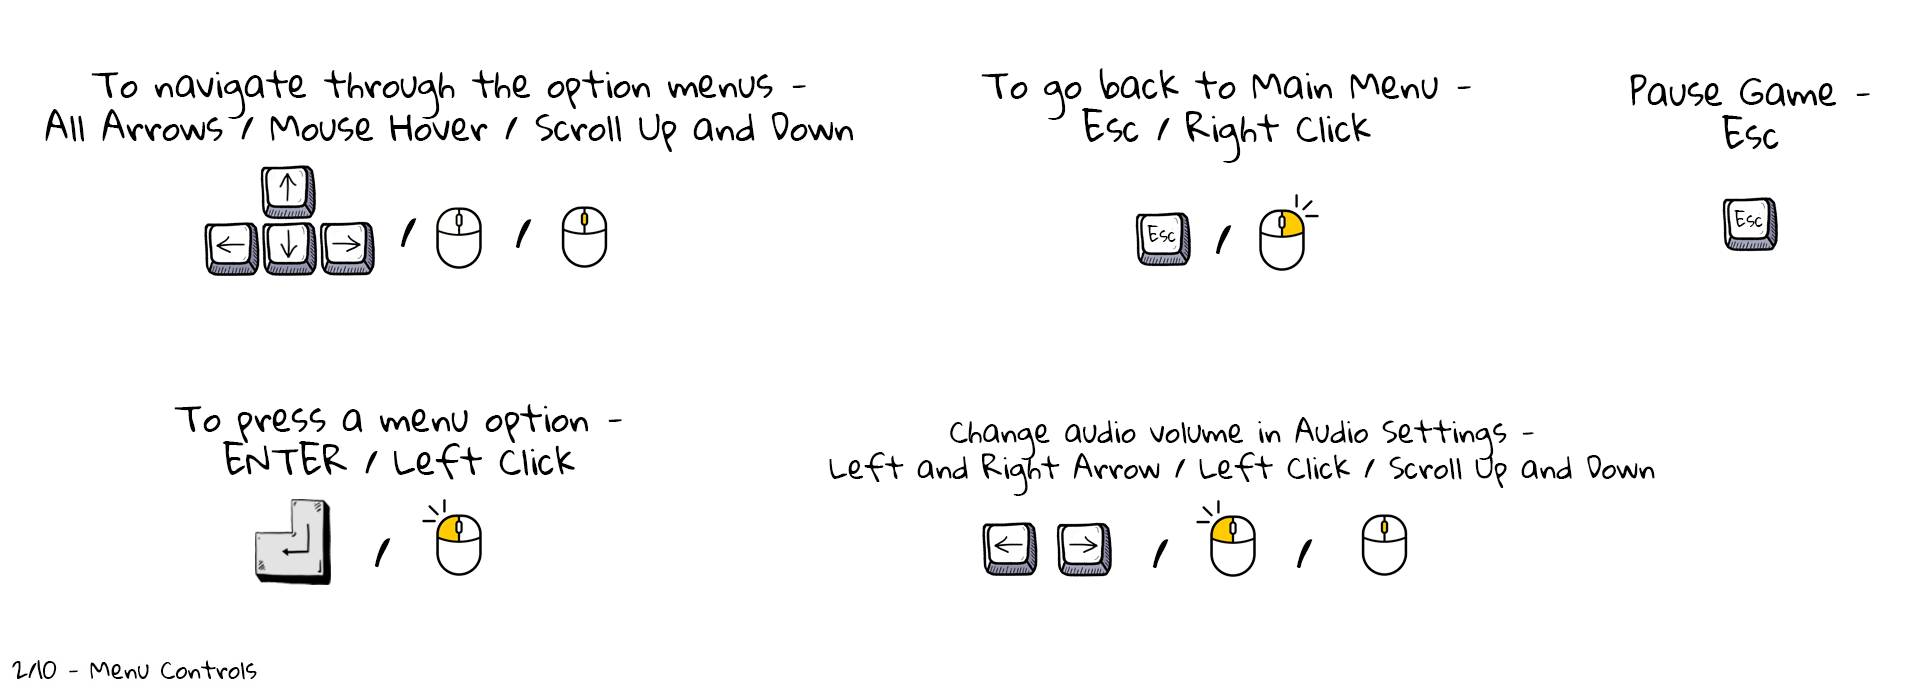 To navigate through the option menus -
All Arrows / Mouse Hover / Scroll Up and Down
To go back to Main Menu -
Esc / Right Click
Pause Game -
Esc
/ /
Esc / 
Esc
To press a menu option -
ENTER / Left Click
/
Change audio volume in Audio Settings -
Left and Right Arrow / Left Click / Scroll Up and Down
/ /
2/10 - Menu Controls